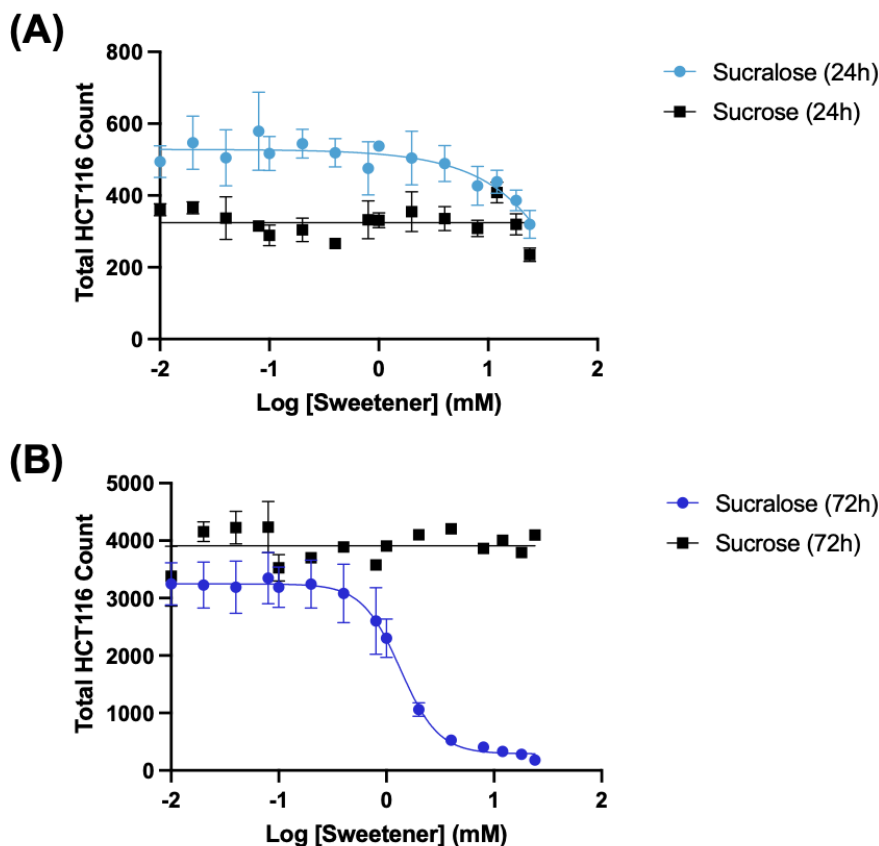 (A)
800
600
400
200
0
-2 -1 0 1 2
Total HCT116 Count
Log [Sweetener] (mM)
Sucralose (24h)
Sucrose (24h)
(B)
5000
4000
3000
2000
1000
0
-2 -1 0 1 2
Total HCT116 Count
Log [Sweetener] (mM)
Sucralose (72h)
Sucrose (72h)